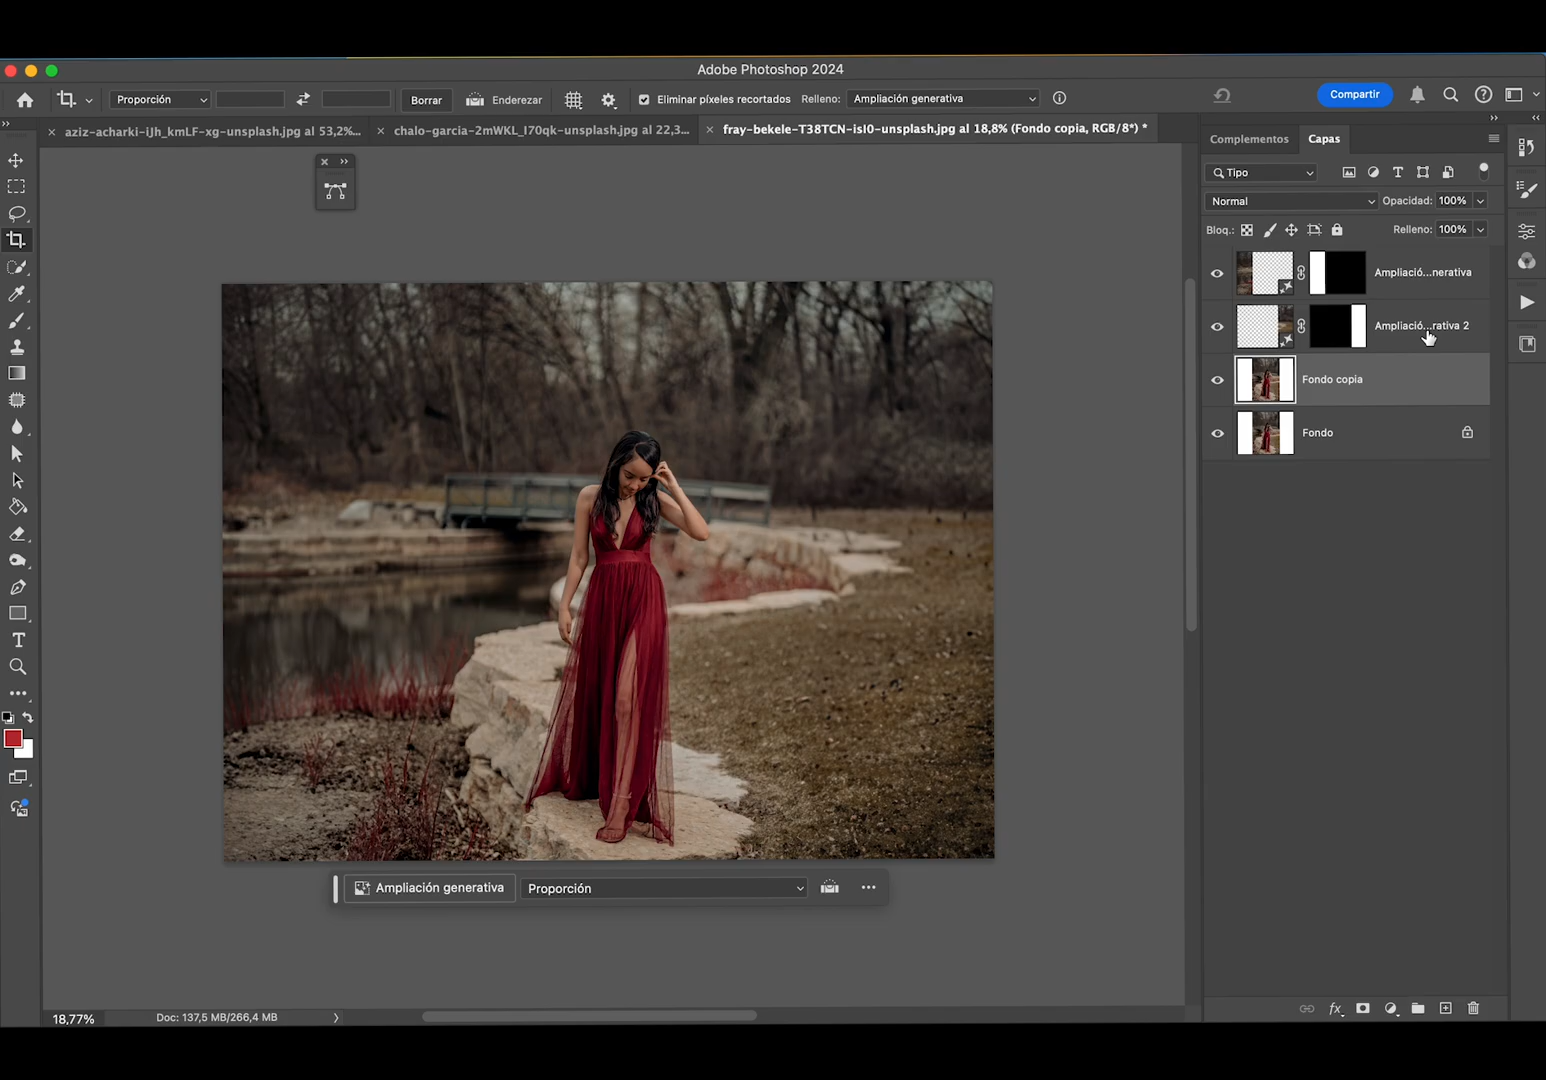 Adobe Photoshop 2024
Proporción
Borrar
Enderezar
Eliminar píxeles recortados
Relleno:
Ampliación generativa
Compartir
aziz-acharki-iJh_kmLF-xg-unsplash.jpg al 53,2%...
chalo-garcia-2mWKL_I70qk-unsplash.jpg al 22,3...
fray-bekele-T38TCN-isI0-unsplash.jpg al 18,8% (Fondo copia, RGB/8*) *
Complementos
Capas
Tipo
Normal
Opacidad: 100%
Bloq.:
Relleno: 100%
Ampliació...nerativa
Ampliació...rativa 2
Fondo copia
Fondo
Ampliación generativa
Proporción
18,77%
Doc: 137,5 MB/266,4 MB